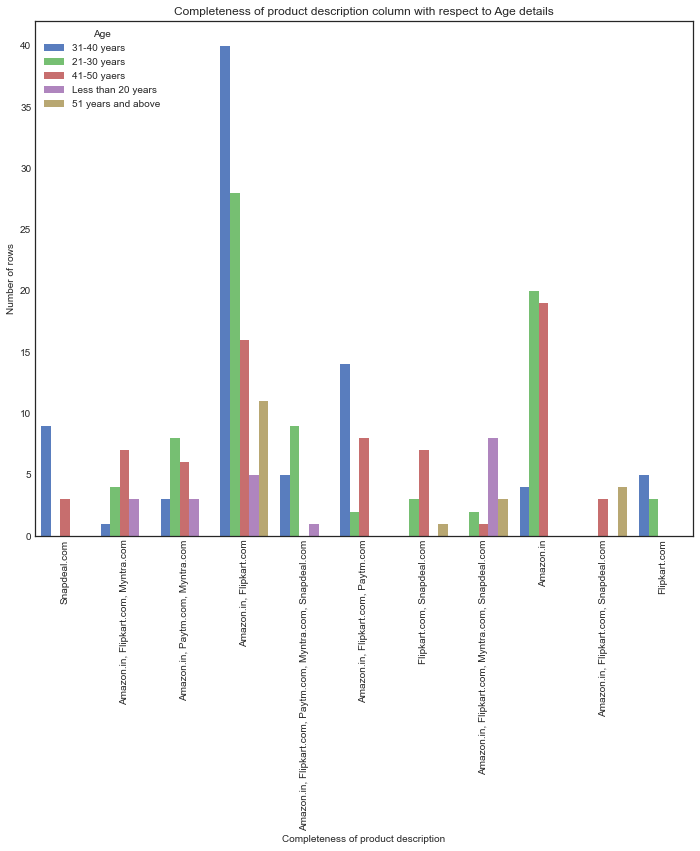 Completeness of product description column with respect to Age details
Age
31-40 years
21-30 years
41-50 yaers
Less than 20 years
51 years and above
Number of rows
40
35
30
25
20
15
10
5
0
Snapdeal.com
Amazon.in, Flipkart.com, Myntra.com
Amazon.in, Paytm.com, Myntra.com
Amazon.in, Flipkart.com
Amazon.in, Flipkart.com, Paytm.com, Myntra.com, Snapdeal.com
Amazon.in, Flipkart.com, Paytm.com
Flipkart.com, Snapdeal.com
Amazon.in, Flipkart.com, Myntra.com, Snapdeal.com
Amazon.in
Amazon.in, Flipkart.com, Snapdeal.com
Flipkart.com
Completeness of product description